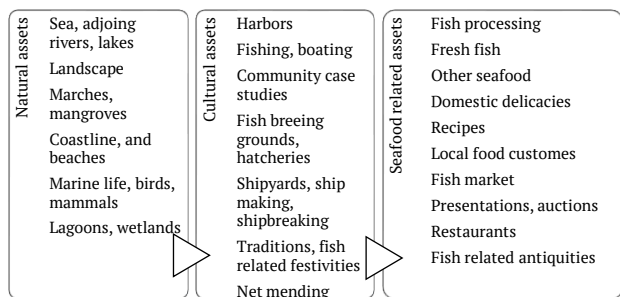 Natural assets
Sea, adjoing
rivers, lakes
Landscape
Marches,
mangroves
Coastline, and
beaches
Marine life, birds,
mammals
Lagoons, wetlands
Cultural assets
Harbors
Fishing, boating
Community case
studies
Fish breeing
grounds,
hatcheries
Shipyards, ship
making,
shipbreaking
Traditions, fish
related festivities
Net mending
Seafood related assets
Fish processing
Fresh fish
Other seafood
Domestic delicacies
Recipes
Local food customes
Fish market
Presentations, auctions
Restaurants
Fish related antiquities